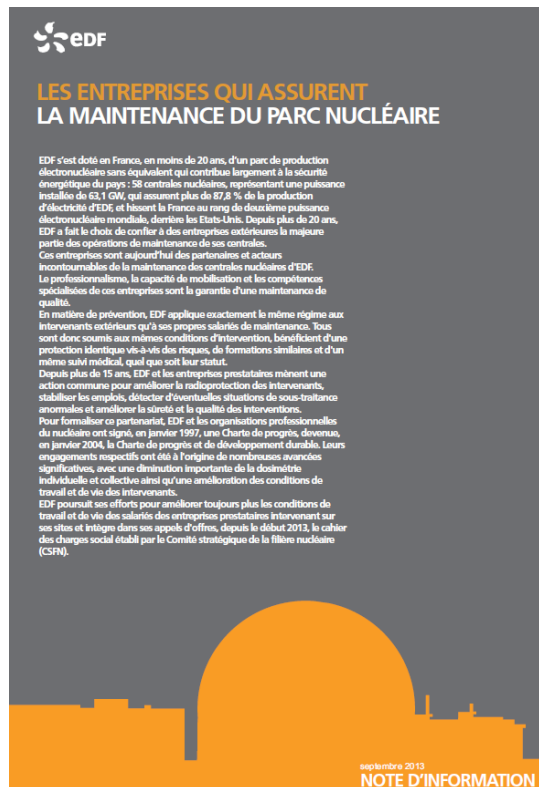 eDF
LES ENTREPRISES QUI ASSURENT
LA MAINTENANCE DU PARC NUCLÉAIRE
EDF s'est doté en France, en moins de 20 ans, d'un parc de production
électronucléaire sans équivalent qui contribue largement à la sécurité
énergétique du pays : 58 centrales nucléaires, représentant une puissance
installée de 63,1 GW, qui assurent plus de 87,8 % de la production
d'électricité d'EDF, et hissent la France au rang de deuxième puissance
électronucléaire mondiale, derrière les Etats-Unis. Depuis plus de 20 ans,
EDF a fait le choix de confier à des entreprises extérieures la majeure
partie des opérations de maintenance de ses centrales.
Ces entreprises sont aujourd'hui des partenaires et acteurs
incontournables de la maintenance des centrales nucléaires d'EDF.
Le professionnalisme, la capacité de mobilisation et les compétences
spécialisées de ces entreprises sont la garantie d'une maintenance de
qualité.
En matière de prévention, EDF applique exactement le même régime aux
intervenants extérieurs qu'à ses propres salariés de maintenance. Tous
sont donc soumis aux mêmes conditions d'intervention, bénéficient d'une
protection identique vis-à-vis des risques, de formations similaires et d'un
même suivi médical, quel que soit leur statut.
Depuis plus de 15 ans, EDF et les entreprises prestataires mènent une
action commune pour améliorer la radioprotection des intervenants,
stabiliser les emplois, détecter d'éventuelles situations de sous-traitance
anormales et améliorer la sûreté et la qualité des interventions.
Pour formaliser ce partenariat, EDF et les organisations professionnelles
du nucléaire ont signé, en janvier 1997, une Charte de progrès, devenue,
en janvier 2004, la Charte de progrès et de développement durable. Leurs
engagements respectifs ont été à l'origine de nombreuses avancées
significatives, avec une diminution importante de la dosimétrie
individuelle et collective ainsi qu'une amélioration des conditions de
travail et de vie des intervenants.
EDF poursuit ses efforts pour améliorer toujours plus les conditions de
travail et de vie des salariés des entreprises prestataires intervenant sur
ses sites et intègre dans ses appels d'offres, depuis le début 2013, le cahier
des charges social établi par le Comité stratégique de la filière nucléaire
(CSFN).
septembre 2013
NOTE D'INFORMATION